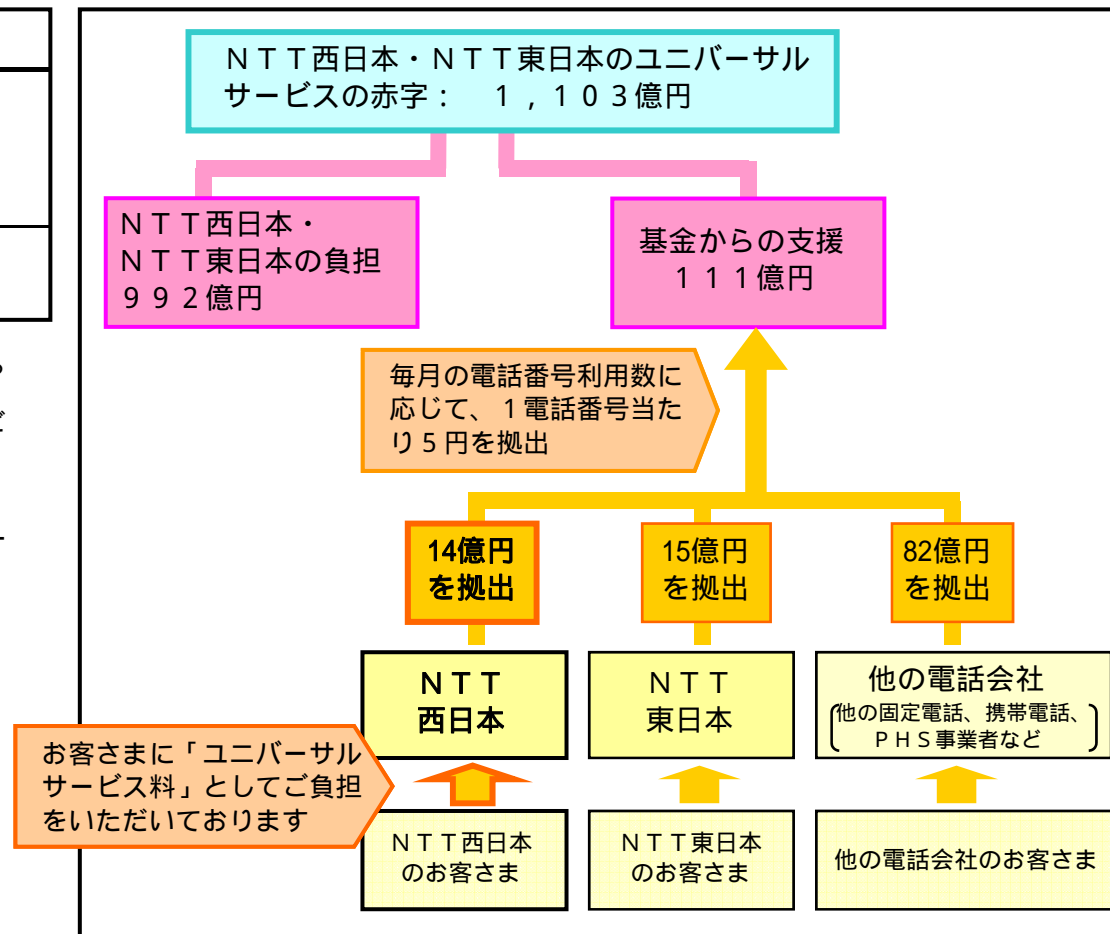 ＮＴＴ西日本・ＮＴＴ東日本のユニバーサル
サービスの赤字：　１，１０３億円
ＮＴＴ西日本・
ＮＴＴ東日本の負担
９９２億円
基金からの支援
１１１億円
毎月の電話番号利用数に
応じて、１電話番号当た
り５円を拠出
14億円
を拠出
15億円
を拠出
82億円
を拠出
ＮＴＴ
西日本
ＮＴＴ
東日本
他の電話会社
他の固定電話、携帯電話、
ＰＨＳ事業者など
お客さまに「ユニバーサル
サービス料」としてご負担
をいただいております
ＮＴＴ西日本
のお客さま
ＮＴＴ東日本
のお客さま
他の電話会社のお客さま